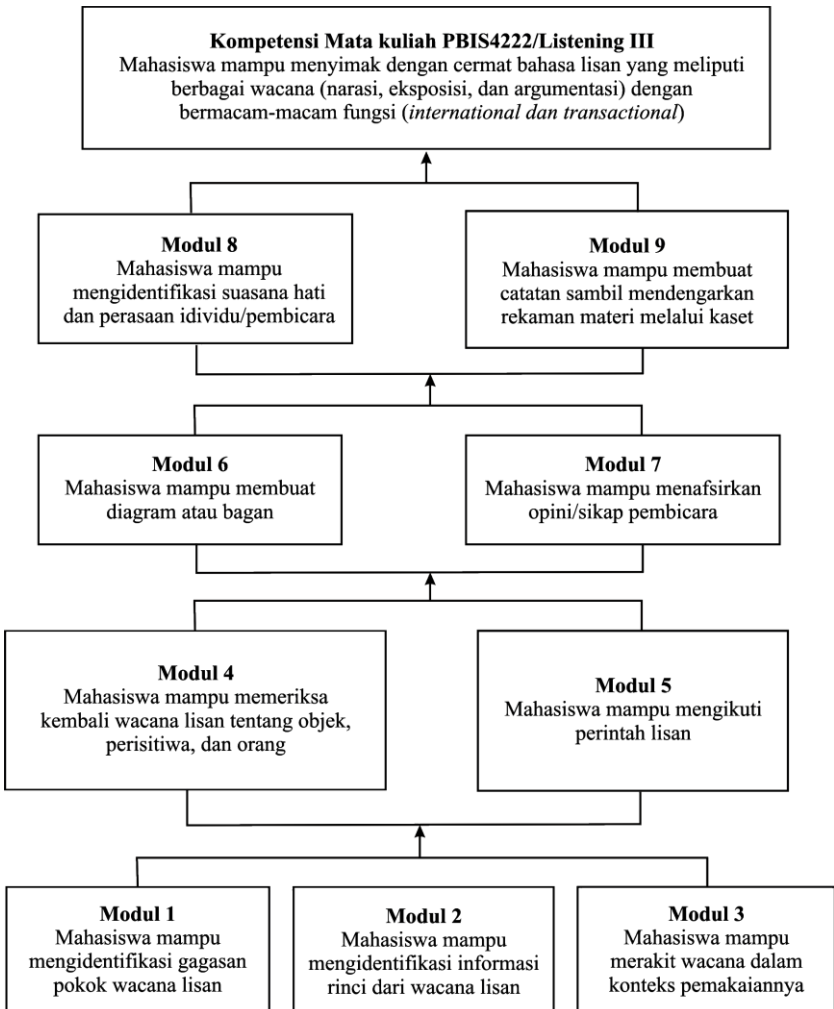 Kompetensi Mata kuliah PBIS4222/Listening III
Mahasiswa mampu menyimak dengan cermat bahasa lisan yang meliputi
berbagai wacana (narasi, eksposisi, dan argumentasi) dengan
bermacam-macam fungsi (international dan transactional)
Modul 8
Mahasiswa mampu
mengidentifikasi suasana hati
dan perasaan idividu/pembicara
Modul 9
Mahasiswa mampu membuat
catatan sambil mendengarkan
rekaman materi melalui kaset
Modul 6
Mahasiswa mampu membuat
diagram atau bagan
Modul 7
Mahasiswa mampu menafsirkan
opini/sikap pembicara
Modul 4
Mahasiswa mampu memeriksa
kembali wacana lisan tentang objek,
perisitiwa, dan orang
Modul 5
Mahasiswa mampu mengikuti
perintah lisan
Modul 1
Mahasiswa mampu
mengidentifikasi gagasan
pokok wacana lisan
Modul 2
Mahasiswa mampu
mengidentifikasi informasi
rinci dari wacana lisan
Modul 3
Mahasiswa mampu
merakit wacana dalam
konteks pemakaiannya